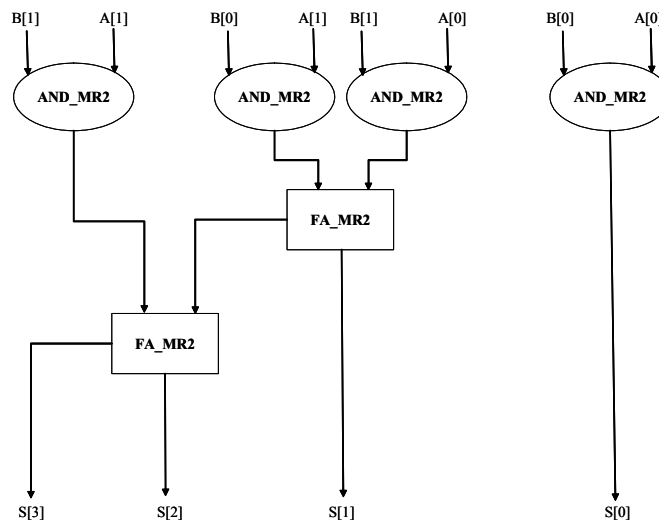 B[1] A[1] B[0] A[1] B[1] A[0] B[0] A[0]
AND_MR2 AND_MR2 AND_MR2 AND_MR2
FA_MR2
FA_MR2
S[3] S[2] S[1] S[0]